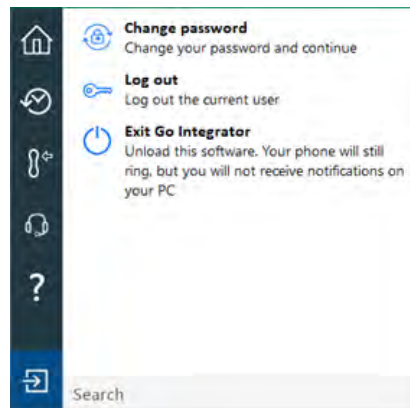 Change password
Change your password and continue
Log out
Log out the current user
Exit Go Integrator
Unload this software. Your phone will still
ring, but you will not receive notifications on
your PC
?
Search